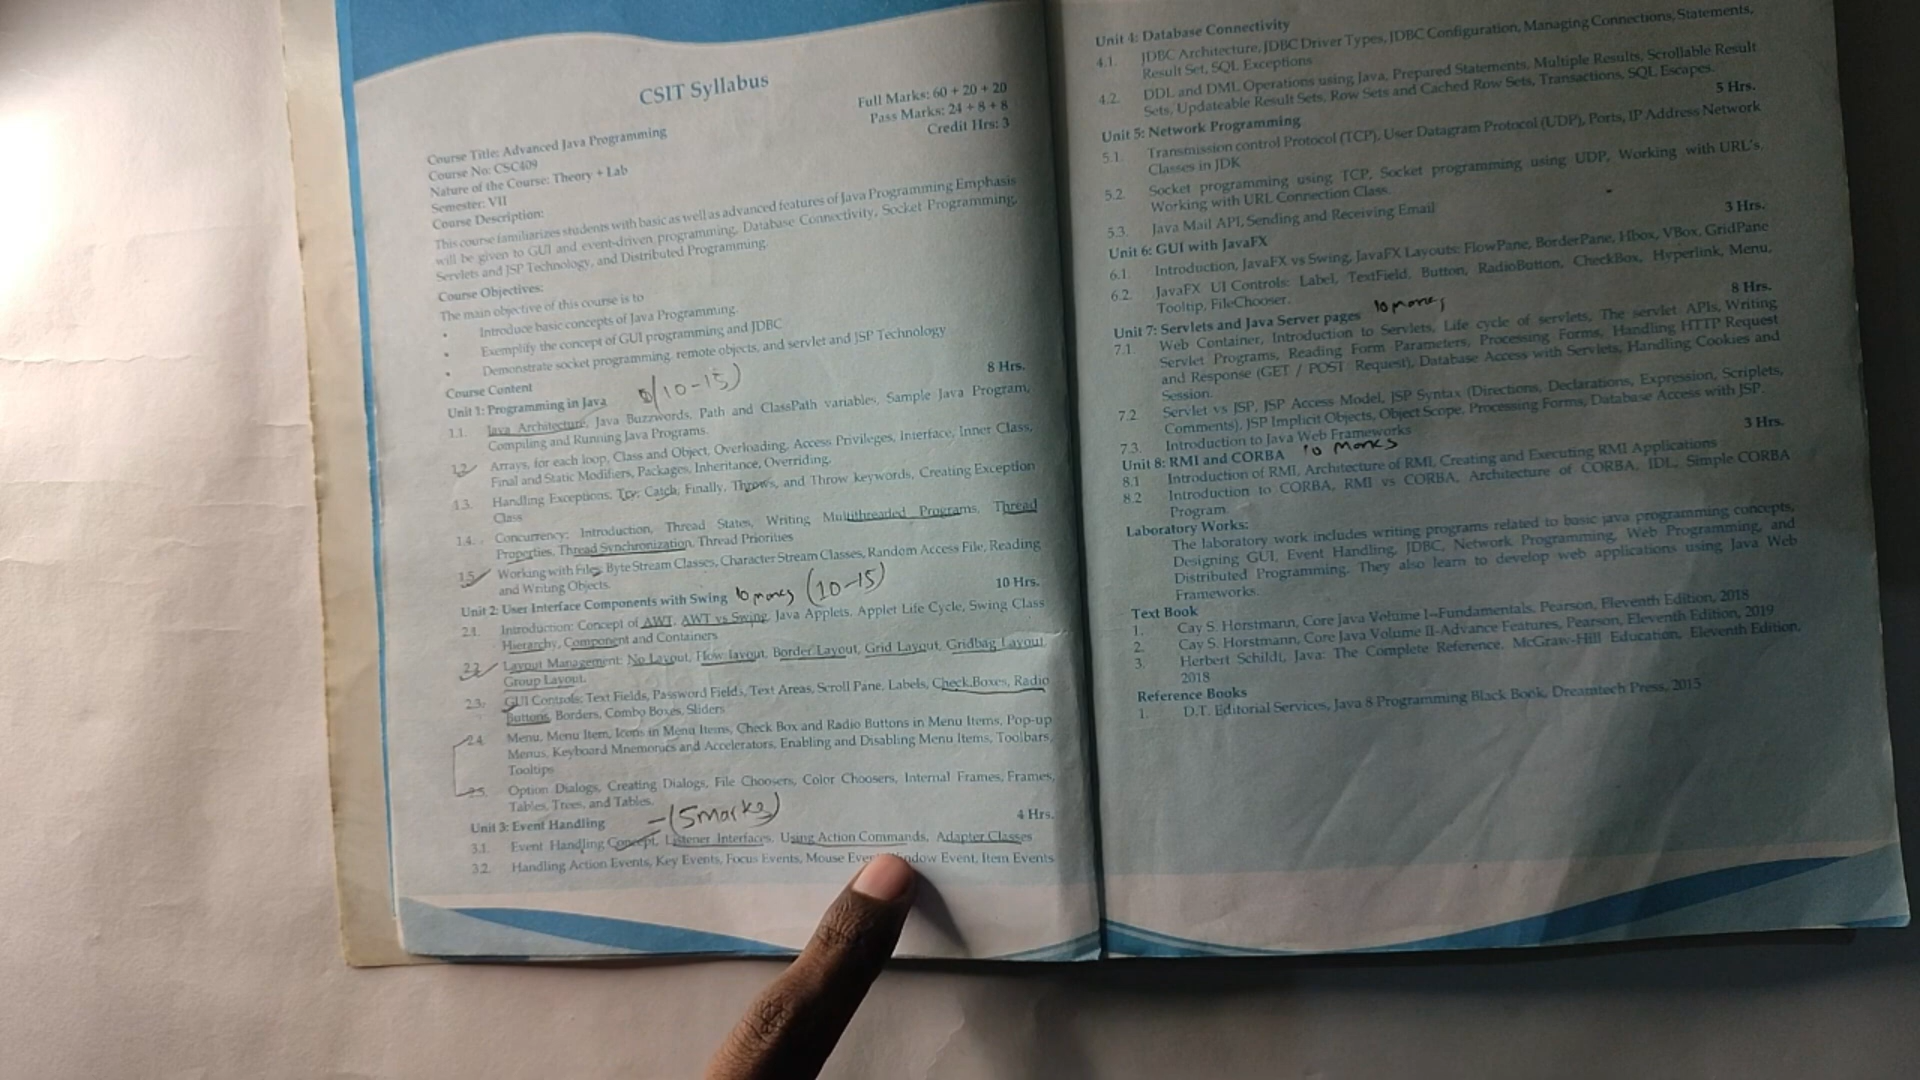 CSIT Syllabus
Full Marks: 60 + 20 + 20
Pass Marks: 24 + 8 + 8
Credit Hrs: 3
Course Title: Advanced Java Programming
Course No: CSC409
Nature of the Course: Theory + Lab
Semester: VII
Course Description:
This course familiarizes students with basic as well as advanced features of Java Programming Emphasis
will be given to GUI and event-driven programming, Database Connectivity, Socket Programming,
Servlets and JSP Technology, and Distributed Programming.
Course Objectives:
The main objective of this course is to
• Introduce basic concepts of Java Programming.
• Exemplify the concept of GUI programming and JDBC
• Demonstrate socket programming, remote objects, and servlet and JSP Technology
Course Content
Unit 1: Programming in Java (10-15) 8 Hrs.
1.1. Java Architecture, Java Buzzwords, Path and ClassPath variables, Sample Java Program,
Compiling and Running Java Programs.
1.2 Arrays, for each loop, Class and Object, Overloading, Access Privileges, Interface, Inner Class,
Final and Static Modifiers, Packages, Inheritance, Overriding.
1.3. Handling Exceptions, Try, Catch, Finally, Throws, and Throw keywords, Creating Exception
Class
1.4. Concurrency: Introduction, Thread States, Writing Multithreaded Programs, Thread
Properties, Thread Synchronization, Thread Priorities
1.5 Working with Files, Byte Stream Classes, Character Stream Classes, Random Access File, Reading
and Writing Objects.
Unit 2: User Interface Components with Swing 10 marks (10-15) 10 Hrs.
2.1. Introduction: Concept of AWT, AWT vs Swing, Java Applets, Applet Life Cycle, Swing Class
Hierarchy, Component and Containers
2.2 Layout Management: No Layout, Flow layout, Border Layout, Grid Layout, Gridbag Layout,
Group Layout.
2.3. GUI Controls: Text Fields, Password Fields, Text Areas, Scroll Pane, Labels, Check Boxes, Radio
Buttons, Borders, Combo Boxes, Sliders
2.4. Menu, Menu Item, Icons in Menu Items, Check Box and Radio Buttons in Menu Items, Pop-up
Menus, Keyboard Mnemonics and Accelerators, Enabling and Disabling Menu Items, Toolbars,
Tooltips
2.5. Option Dialogs, Creating Dialogs, File Choosers, Color Choosers, Internal Frames, Frames,
Tables, Trees, and Tables.
Unit 3: Event Handling - (5 marks) 4 Hrs.
3.1. Event Handling Concept, Listener Interfaces, Using Action Commands, Adapter Classes
3.2. Handling Action Events, Key Events, Focus Events, Mouse Event, Window Event, Item Events
Unit 4: Database Connectivity
4.1. JDBC Architecture, JDBC Driver Types, JDBC Configuration, Managing Connections, Statements,
Result Set, SQL Exceptions
4.2. DDL and DML Operations using Java, Prepared Statements, Multiple Results, Scrollable Result
Sets, Updateable Result Sets, Row Sets and Cached Row Sets, Transactions, SQL Escapes.
Unit 5: Network Programming 5 Hrs.
5.1. Transmission control Protocol (TCP), User Datagram Protocol (UDP), Ports, IP Address Network
Classes in JDK
5.2. Socket programming using TCP, Socket programming using UDP, Working with URL's,
Working with URL Connection Class.
5.3. Java Mail API, Sending and Receiving Email
Unit 6: GUI with JavaFX 3 Hrs.
6.1. Introduction, JavaFX vs Swing, JavaFX Layouts: FlowPane, BorderPane, Hbox, VBox, GridPane
6.2. JavaFX UI Controls: Label, TextField, Button, RadioButton, CheckBox, Hyperlink, Menu,
Tooltip, FileChooser.
Unit 7: Servlets and Java Server pages 10 marks 8 Hrs.
7.1. Web Container, Introduction to Servlets, Life cycle of servlets, The servlet APIs, Writing
Servlet Programs, Reading Form Parameters, Processing Forms, Handling HTTP Request
and Response (GET / POST Request), Database Access with Servlets, Handling Cookies and
Session.
7.2 Servlet vs JSP, JSP Access Model, JSP Syntax (Directions, Declarations, Expression, Scriplets,
Comments), JSP Implicit Objects, Object Scope, Processing Forms, Database Access with JSP.
7.3. Introduction to Java Web Frameworks
Unit 8: RMI and CORBA 10 Marks 3 Hrs.
8.1 Introduction of RMI, Architecture of RMI, Creating and Executing RMI Applications
8.2 Introduction to CORBA, RMI vs CORBA, Architecture of CORBA, IDL, Simple CORBA
Program.
Laboratory Works:
The laboratory work includes writing programs related to basic java programming concepts,
Designing GUI, Event Handling, JDBC, Network Programming, Web Programming, and
Distributed Programming. They also learn to develop web applications using Java Web
Frameworks.
Text Book
1. Cay S. Horstmann, Core Java Volume I--Fundamentals, Pearson, Eleventh Edition, 2018
2. Cay S. Horstmann, Core Java Volume II-Advance Features, Pearson, Eleventh Edition, 2019
3. Herbert Schildt, Java: The Complete Reference, McGraw-Hill Education, Eleventh Edition,
2018
Reference Books
1. D.T. Editorial Services, Java 8 Programming Black Book, Dreamtech Press, 2015